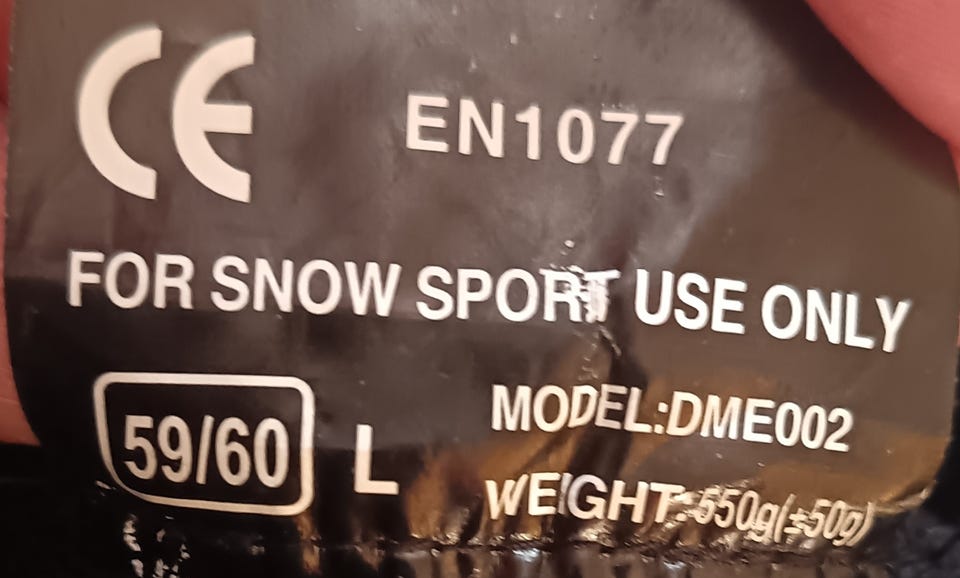 CE EN1077
FOR SNOW SPORT USE ONLY
59/60 L MODEL:DME002
WEIGHT:550g(±50g)